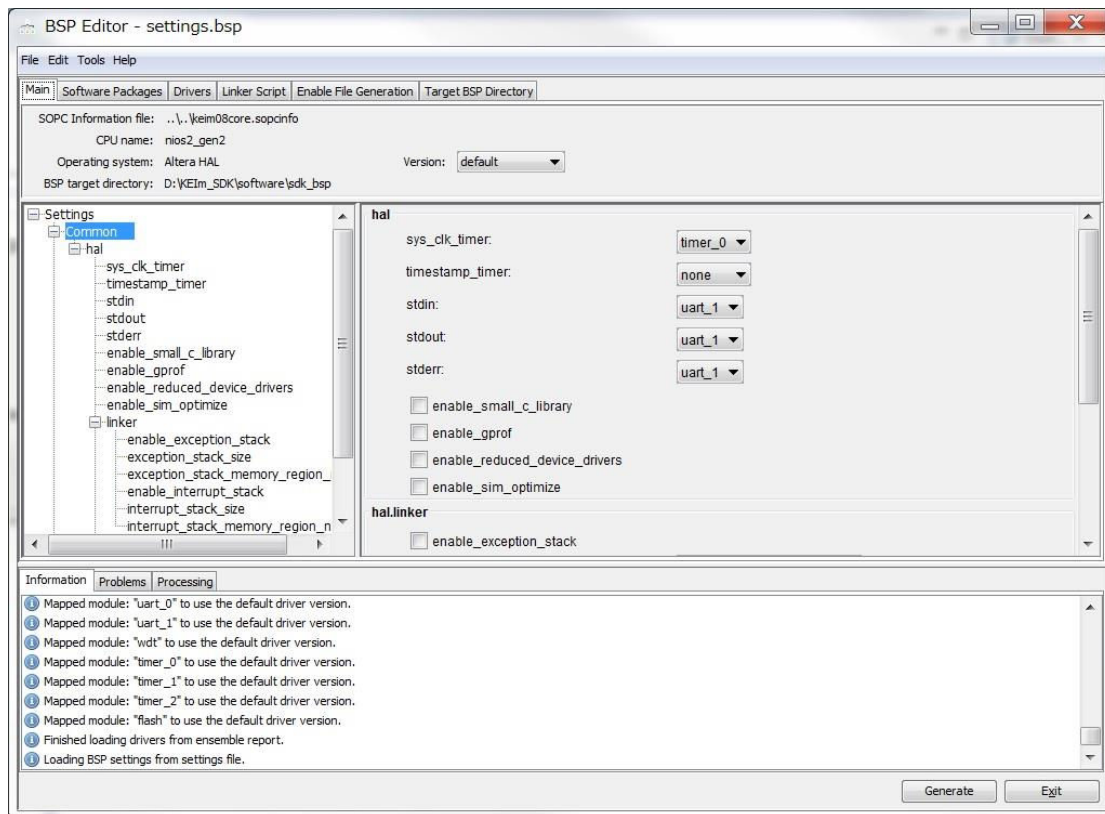 BSP Editor - settings.bsp
File Edit Tools Help
Main Software Packages Drivers Linker Script Enable File Generation Target BSP Directory
SOPC Information file: ..\..\keim08core.sopcinfo
CPU name: nios2_gen2
Operating system: Altera HAL Version: default
BSP target directory: D:\KEIm_SDK\software\sdk_bsp
Settings
Common
hal
sys_clk_timer
timestamp_timer
stdin
stdout
stderr
enable_small_c_library
enable_gprof
enable_reduced_device_drivers
enable_sim_optimize
linker
enable_exception_stack
exception_stack_size
exception_stack_memory_region_
enable_interrupt_stack
interrupt_stack_size
interrupt_stack_memory_region_n
hal
sys_clk_timer: timer_0
timestamp_timer: none
stdin: uart_1
stdout: uart_1
stderr: uart_1
enable_small_c_library
enable_gprof
enable_reduced_device_drivers
enable_sim_optimize
hal.linker
enable_exception_stack
Information Problems Processing
Mapped module: "uart_0" to use the default driver version.
Mapped module: "uart_1" to use the default driver version.
Mapped module: "wdt" to use the default driver version.
Mapped module: "timer_0" to use the default driver version.
Mapped module: "timer_1" to use the default driver version.
Mapped module: "timer_2" to use the default driver version.
Mapped module: "flash" to use the default driver version.
Finished loading drivers from ensemble report.
Loading BSP settings from settings file.
Generate Exit